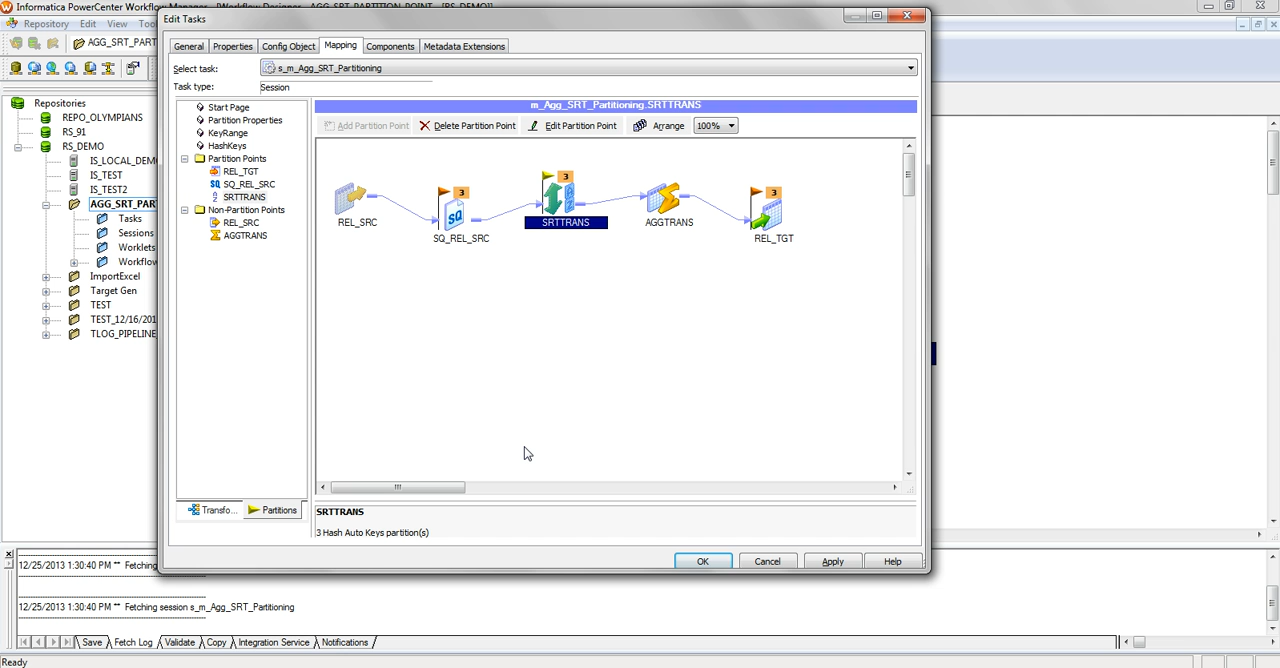 Informatica PowerCenter Workflow Manager
Repository Edit View
Edit Tasks
AGG_SRT_PART
General Properties Config Object Mapping Components Metadata Extensions
Select task: s_m_Agg_SRT_Partitioning
Task type: Session
Repositories
REPO_OLYMPIANS
RS_91
RS_DEMO
IS_LOCAL_DEM
IS_TEST
IS_TEST2
AGG_SRT_PAR
Tasks
Sessions
Worklets
Workflow
ImportExcel
Target Gen
TEST
TEST_12/16/201
TLOG_PIPELINE_
Start Page
Partition Properties
KeyRange
HashKeys
Partition Points
REL_TGT
SQ_REL_SRC
SRTTRANS
Non-Partition Points
REL_SRC
AGGTRANS
Transfo... Partitions
m_Agg_SRT_Partitioning.SRTTRANS
Add Partition Point Delete Partition Point Edit Partition Point Arrange 100%
3 3 3
SQ
REL_SRC SQ_REL_SRC SRTTRANS AGGTRANS REL_TGT
SRTTRANS
3 Hash Auto Keys partition(s)
OK Cancel Apply Help
12/25/2013 1:30:40 PM ** Fetching
12/25/2013 1:30:40 PM ** Fetching session s_m_Agg_SRT_Partitioning
Save Fetch Log Validate Copy Integration Service Notifications
Ready